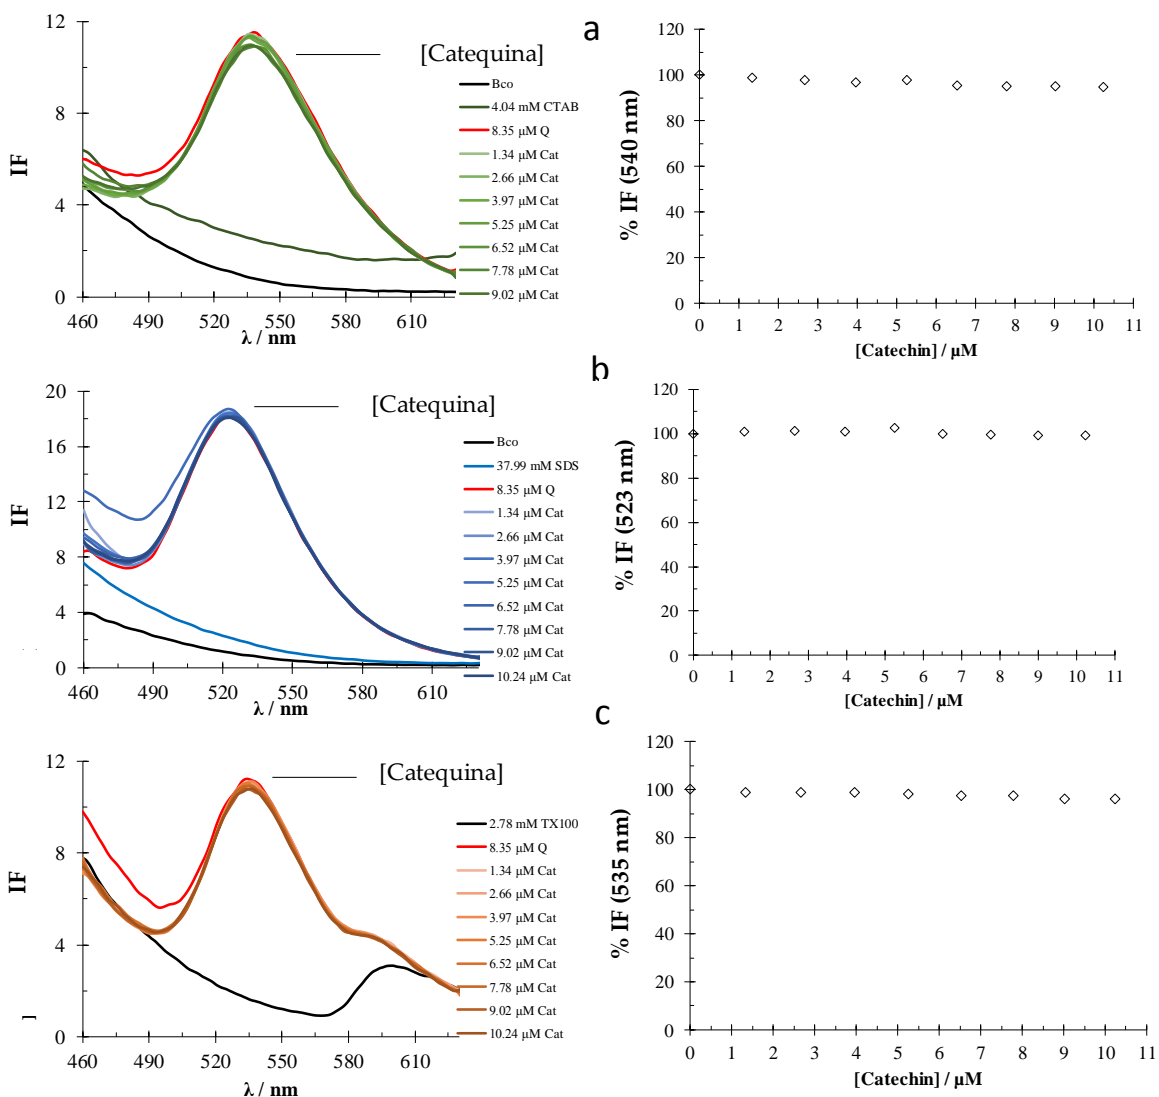 a
IF
12
8
4
0
460
490
520
550
580
610
λ / nm
[Catequina]
Bco
4.04 mM CTAB
8.35 µM Q
1.34 µM Cat
2.66 µM Cat
3.97 µM Cat
5.25 µM Cat
6.52 µM Cat
7.78 µM Cat
9.02 µM Cat
% IF (540 nm)
120
100
80
60
40
20
0
0
1
2
3
4
5
6
7
8
9
10
11
[Catechin] / µM
b
IF
20
16
12
8
4
0
460
490
520
550
580
610
λ / nm
[Catequina]
Bco
37.99 mM SDS
8.35 µM Q
1.34 µM Cat
2.66 µM Cat
3.97 µM Cat
5.25 µM Cat
6.52 µM Cat
7.78 µM Cat
9.02 µM Cat
10.24 µM Cat
% IF (523 nm)
120
100
80
60
40
20
0
0
1
2
3
4
5
6
7
8
9
10
11
[Catechin] / µM
c
IF
12
8
4
0
460
490
520
550
580
610
λ / nm
[Catequina]
2.78 mM TX100
8.35 µM Q
1.34 µM Cat
2.66 µM Cat
3.97 µM Cat
5.25 µM Cat
6.52 µM Cat
7.78 µM Cat
9.02 µM Cat
10.24 µM Cat
% IF (535 nm)
120
100
80
60
40
20
0
0
1
2
3
4
5
6
7
8
9
10
11
[Catechin] / µM